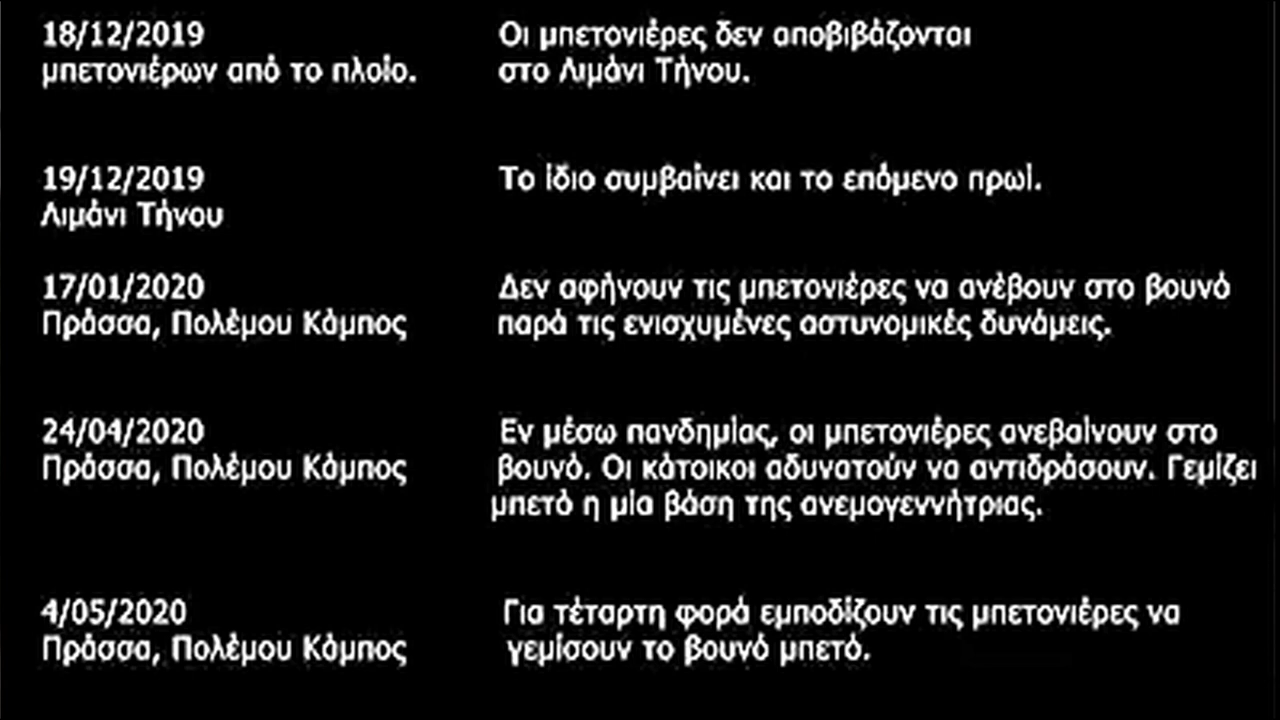 18/12/2019 Οι μπετονιέρες δεν αποβιβάζονται
μπετονιέρων από το πλοίο. στο Λιμάνι Τήνου.
19/12/2019 Το ίδιο συμβαίνει και το επόμενο πρωί.
Λιμάνι Τήνου
17/01/2020 Δεν αφήνουν τις μπετονιέρες να ανέβουν στο βουνό
Πράσσα, Πολέμου Κάμπος παρά τις ενισχυμένες αστυνομικές δυνάμεις.
24/04/2020 Εν μέσω πανδημίας, οι μπετονιέρες ανεβαίνουν στο
Πράσσα, Πολέμου Κάμπος βουνό. Οι κάτοικοι αδυνατούν να αντιδράσουν. Γεμίζει
μπετό η μία βάση της ανεμογεννήτριας.
4/05/2020 Για τέταρτη φορά εμποδίζουν τις μπετονιέρες να
Πράσσα, Πολέμου Κάμπος γεμίσουν το βουνό μπετό.